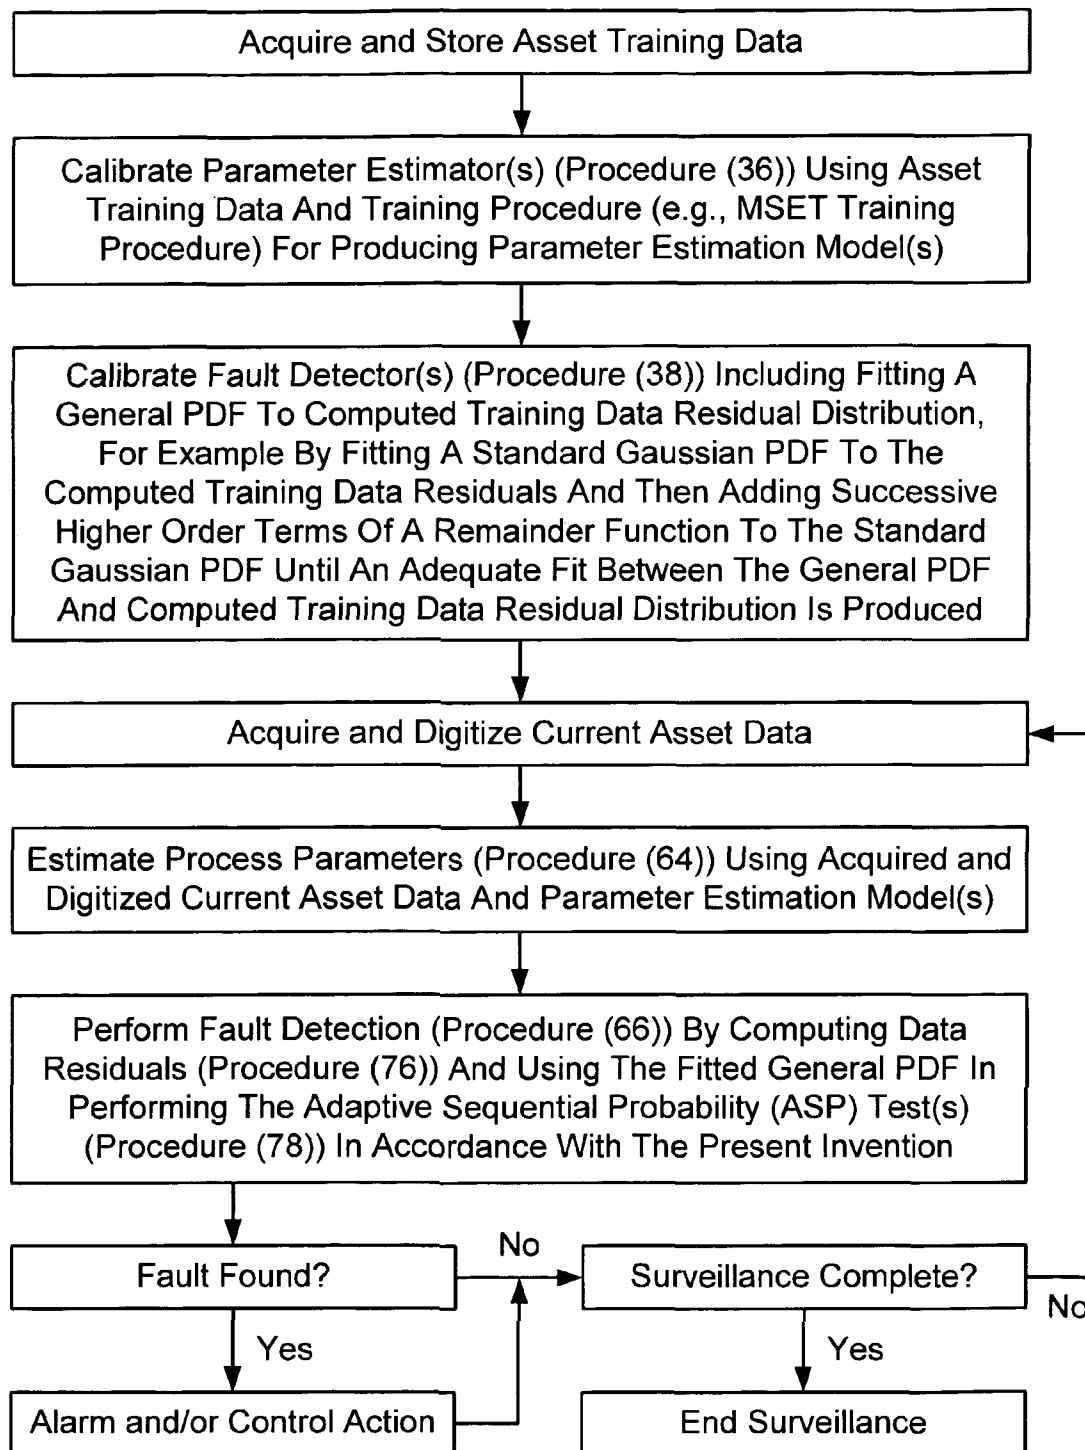 Acquire and Store Asset Training Data
Calibrate Parameter Estimator(s) (Procedure (36)) Using Asset
Training Data And Training Procedure (e.g., MSET Training
Procedure) For Producing Parameter Estimation Model(s)
Calibrate Fault Detector(s) (Procedure (38)) Including Fitting A
General PDF To Computed Training Data Residual Distribution,
For Example By Fitting A Standard Gaussian PDF To The
Computed Training Data Residuals And Then Adding Successive
Higher Order Terms Of A Remainder Function To The Standard
Gaussian PDF Until An Adequate Fit Between The General PDF
And Computed Training Data Residual Distribution Is Produced
Acquire and Digitize Current Asset Data
Estimate Process Parameters (Procedure (64)) Using Acquired and
Digitized Current Asset Data And Parameter Estimation Model(s)
Perform Fault Detection (Procedure (66)) By Computing Data
Residuals (Procedure (76)) And Using The Fitted General PDF In
Performing The Adaptive Sequential Probability (ASP) Test(s)
(Procedure (78)) In Accordance With The Present Invention
Fault Found?
No
Surveillance Complete?
No
Yes
Yes
Alarm and/or Control Action
End Surveillance